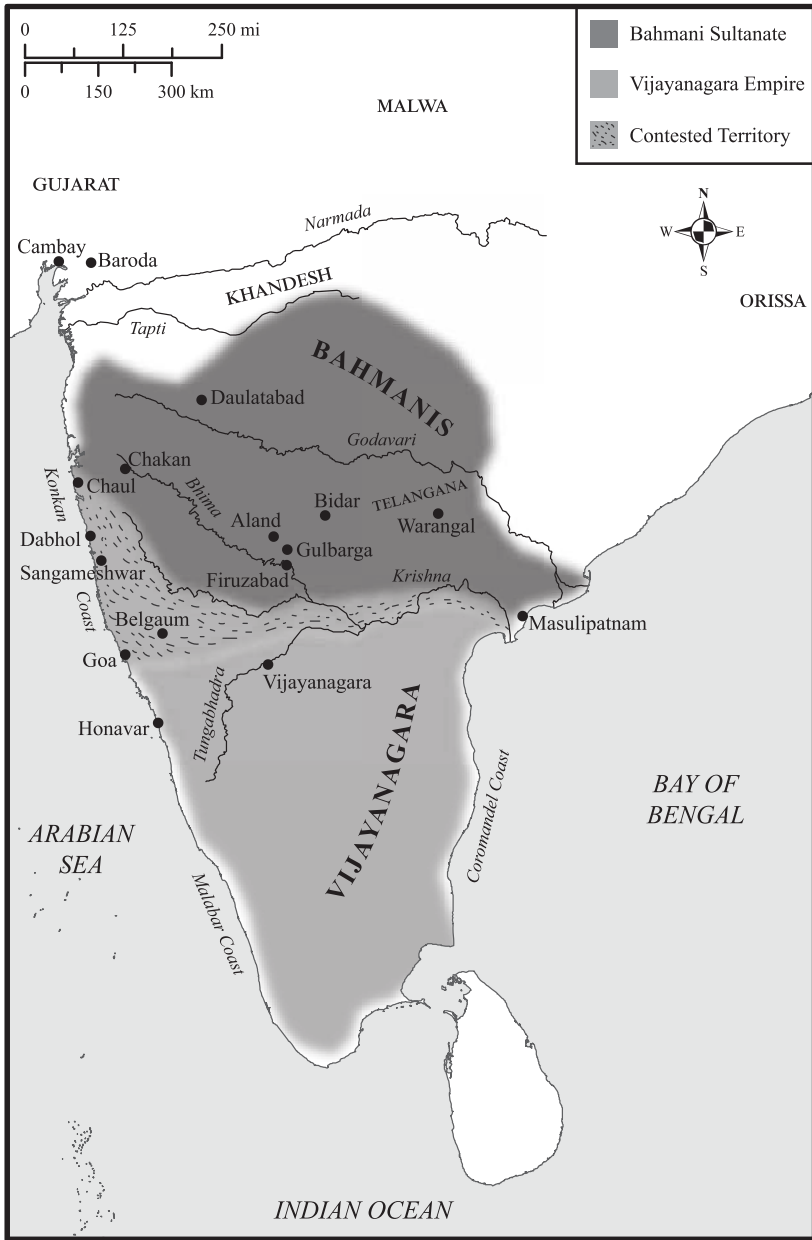 0 125 250 mi
0 150 300 km
Bahmani Sultanate
Vijayanagara Empire
Contested Territory
MALWA
GUJARAT
N
W E
S
Narmada
Cambay
Baroda
KHANDESH
ORISSA
Tapti
BAHMANIS
Daulatabad
Godavari
Chakan
Konkan
Chaul
Bhima
Bidar
TELANGANA
Warangal
Aland
Dabhol
Gulbarga
Sangameshwar
Firuzabad
Krishna
Coast
Belgaum
Masulipatnam
Goa
Vijayanagara
Tungabhadra
Honavar
VIJAYANAGARA
Coromandel Coast
BAY OF
BENGAL
ARABIAN
SEA
Malabar Coast
INDIAN OCEAN